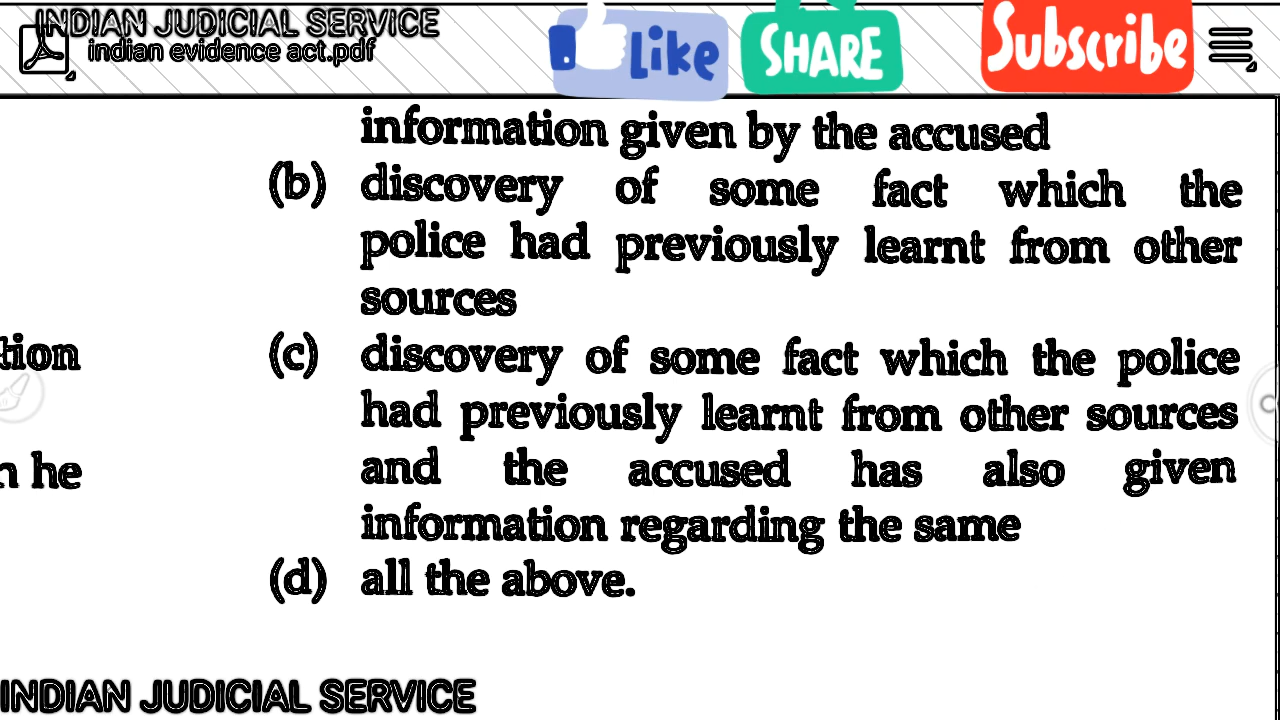 INDIAN JUDICIAL SERVICE
indian evidence act.pdf
Like
SHARE
Subscribe
information given by the accused
(b) discovery of some fact which the
police had previously learnt from other
sources
tion
(c) discovery of some fact which the police
had previously learnt from other sources
he
and the accused has also given
information regarding the same
(d) all the above.
INDIAN JUDICIAL SERVICE